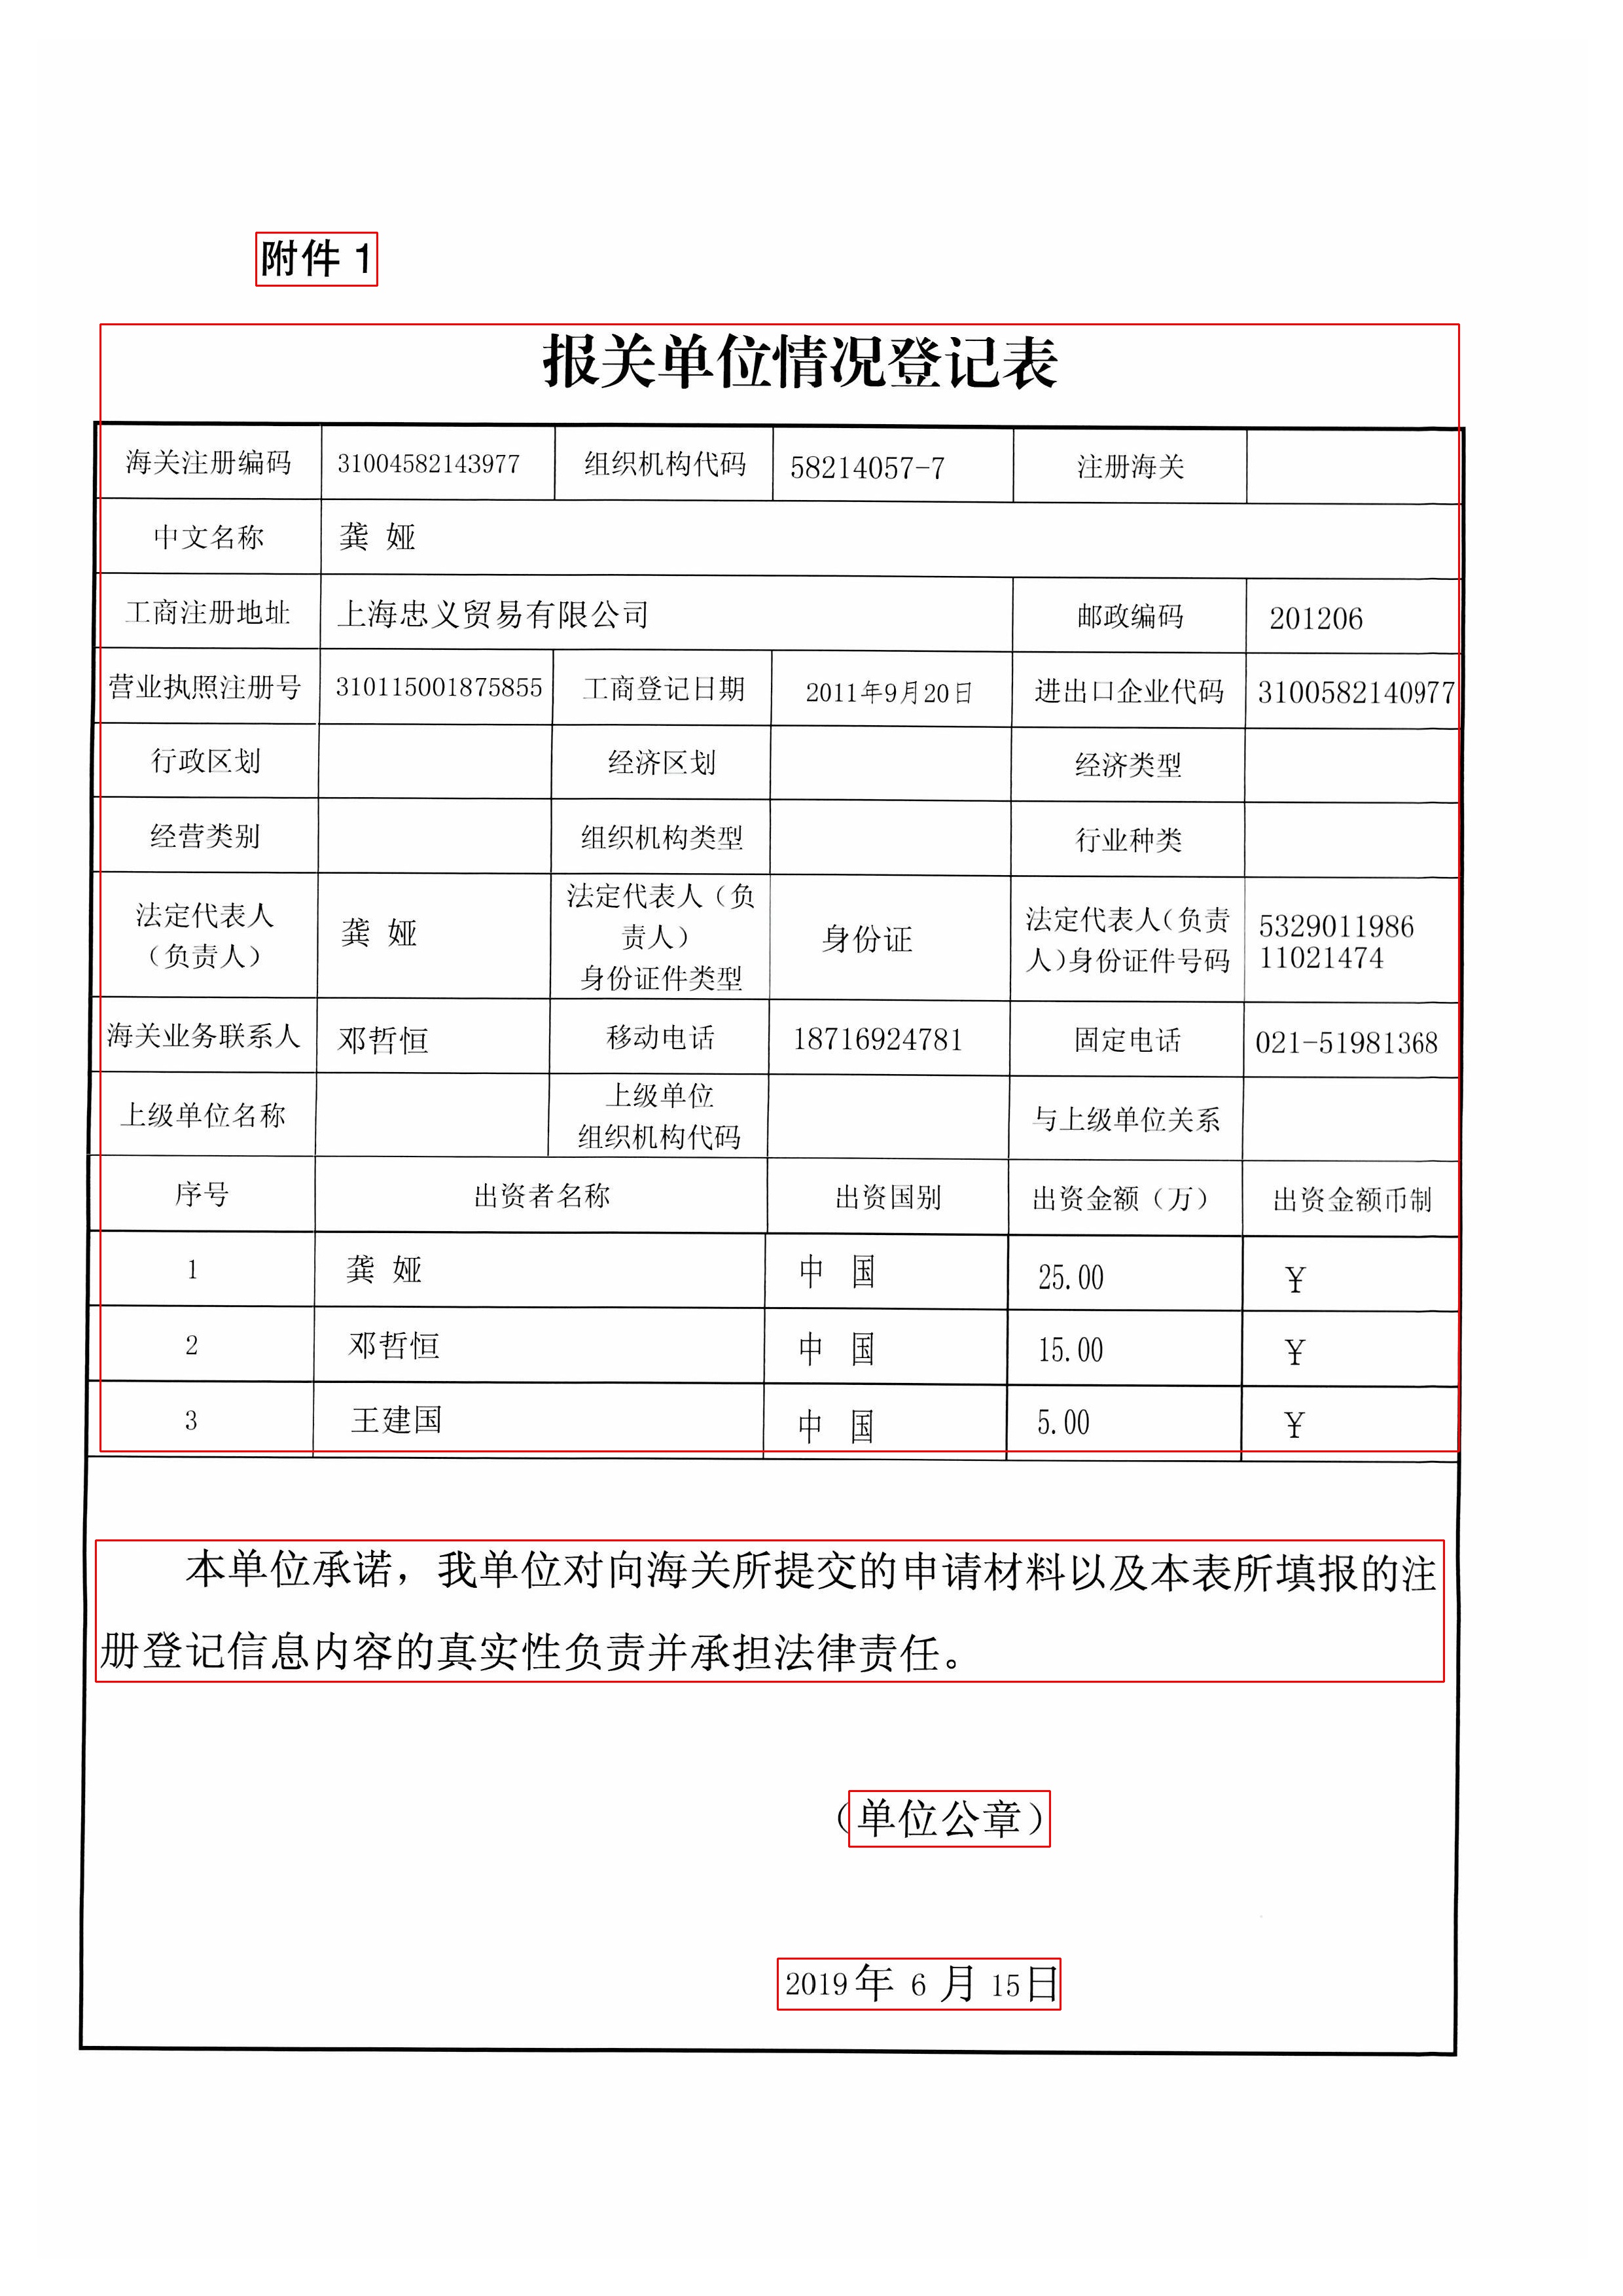 附件 1
报关单位情况登记表
海关注册编码 31004582143977 组织机构代码 58214057-7 注册海关
中文名称 龚 娅
工商注册地址 上海忠义贸易有限公司 邮政编码 201206
营业执照注册号 310115001875855 工商登记日期 2011年9月20日 进出口企业代码 3100582140977
行政区划 经济区划 经济类型
经营类别 组织机构类型 行业种类
法定代表人
（负责人）
龚 娅
法定代表人（负
责人）
身份证件类型
身份证
法定代表人（负责
人）身份证件号码
5329011986
11021474
海关业务联系人 邓哲恒 移动电话 18716924781 固定电话 021-51981368
上级单位名称
上级单位
组织机构代码
与上级单位关系
序号 出资者名称 出资国别 出资金额（万） 出资金额币制
1 龚 娅 中 国 25.00 ¥
2 邓哲恒 中 国 15.00 ¥
3 王建国 中 国 5.00 ¥
本单位承诺，我单位对向海关所提交的申请材料以及本表所填报的注
册登记信息内容的真实性负责并承担法律责任。
（单位公章）
2019年 6 月 15日